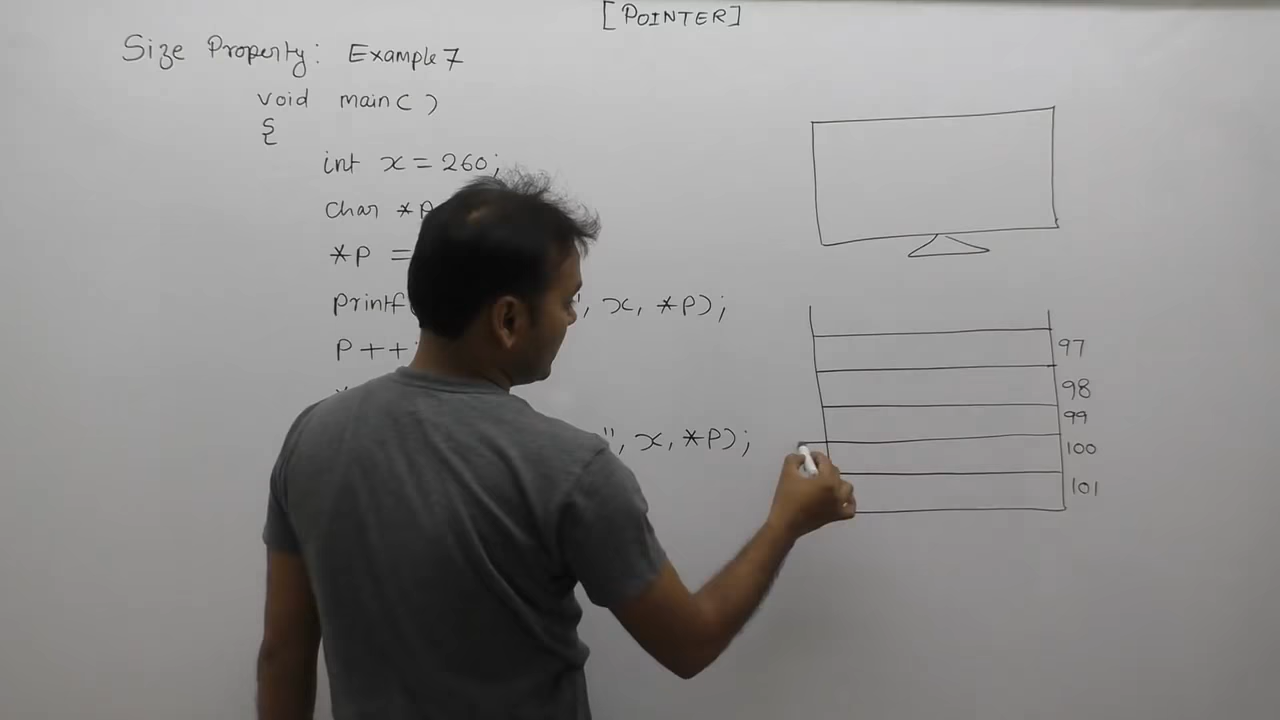 [POINTER]
Size Property: Example 7
void main()
{
int x = 260;
char *P
*P =
printf ", x, *P);
P++;
", x, *P);
97
98
99
100
101